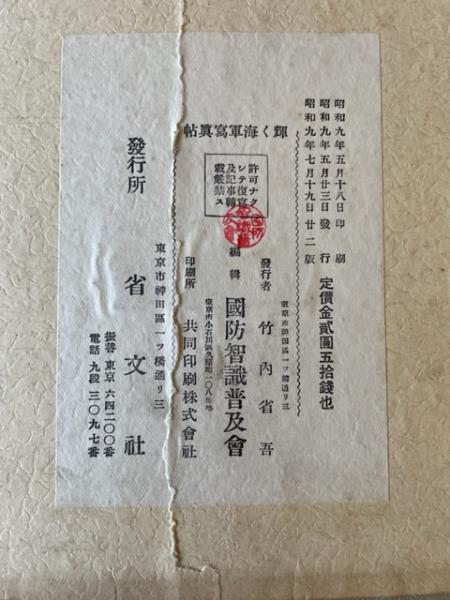 昭和九年五月十八日印刷
昭和九年五月廿三日發行
昭和九年七月十九日廿二版
定價金貳圓五拾錢也
輝く海軍寫眞帖
許可ナク
シテ復寫
及記事轉
載嚴禁ス
東京市神田區一ッ橋通リ三
發行者 竹內省吾
編輯 國防智識普及會
東京市小石川區久堅町一〇八番地
印刷所 共同印刷株式會社
東京市神田區一ッ橋通リ三
發行所 省文社
振替東京六四二〇〇番
電話九段三〇九七番